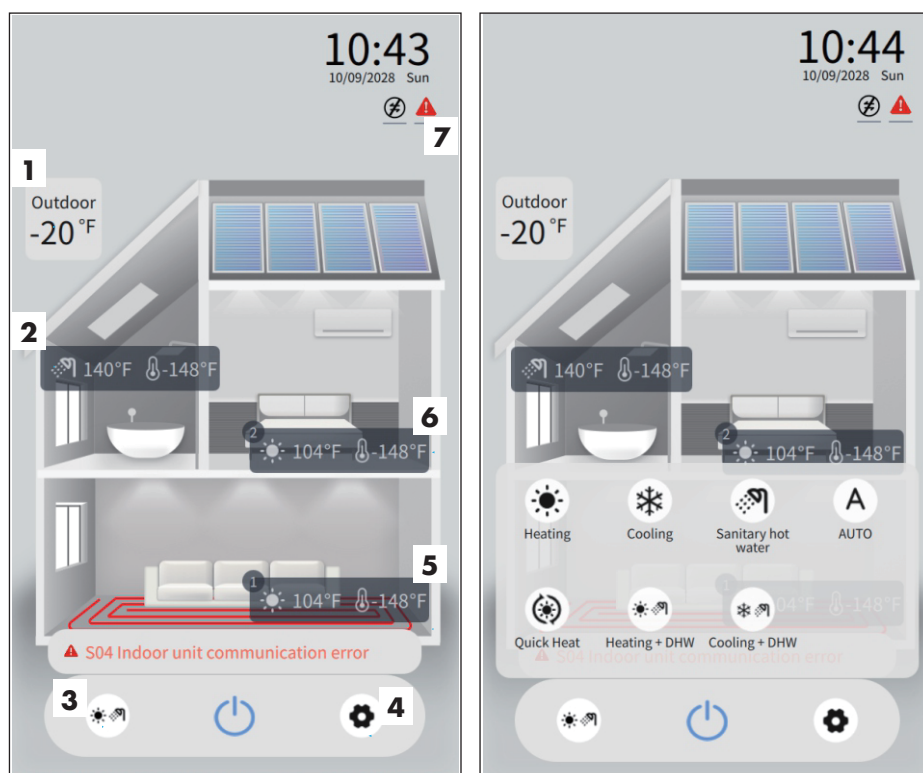 10:43
10/09/2028 Sun
7
1
Outdoor
-20 °F
2
140°F -148°F
6
2
104°F -148°F
5
1
104°F -148°F
S04 Indoor unit communication error
3
4
10:44
10/09/2028 Sun
Outdoor
-20 °F
140°F -148°F
2
104°F -148°F
Heating
Cooling
Sanitary hot
water
A
AUTO
1
104°F -148°F
Quick Heat
Heating + DHW
Cooling + DHW
S04 Indoor unit communication error